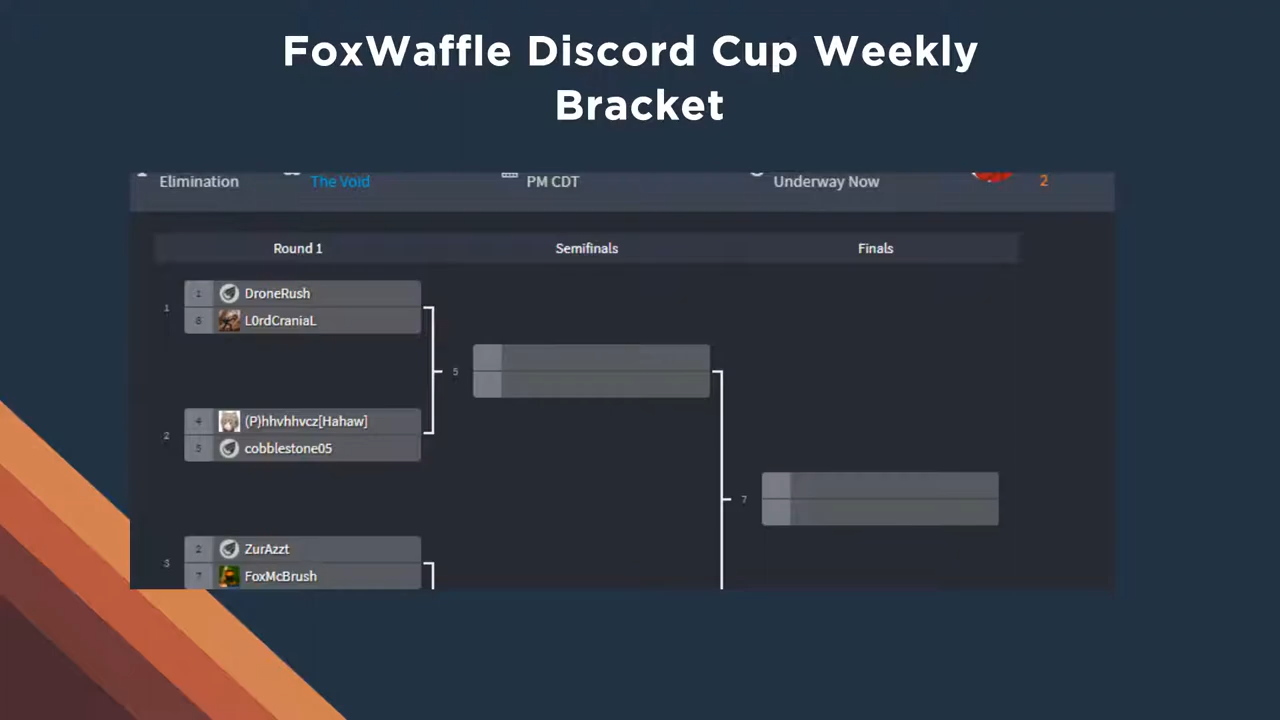 FoxWaffle Discord Cup Weekly
Bracket
Elimination The Void PM CDT Underway Now 2
Round 1 Semifinals Finals
1 DroneRush
1
8 L0rdCraniaL
5
4 (P)hhvhhvcz[Hahaw]
2
5 cobblestone05
7
2 ZurAzzt
3
7 FoxMcBrush